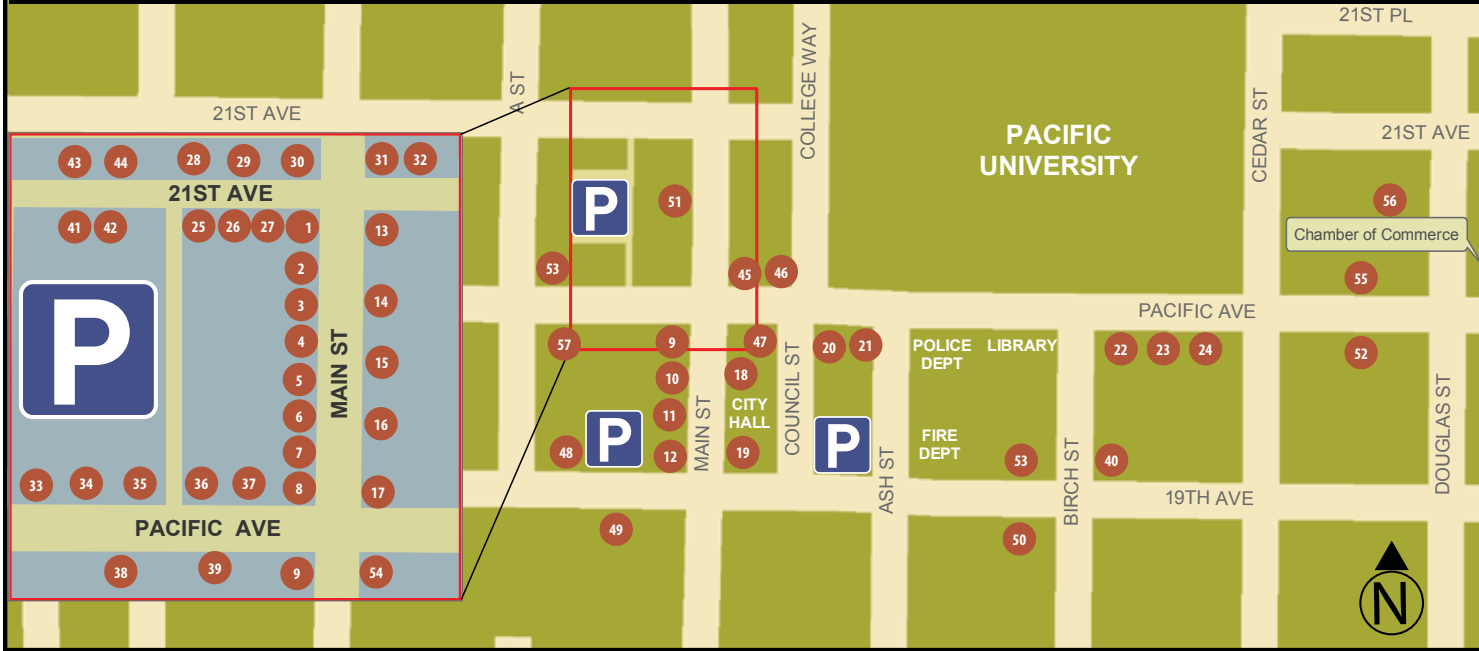 21ST PL
21ST AVE
A ST
COLLEGE WAY
PACIFIC
UNIVERSITY
CEDAR ST
21ST AVE
43
44
28
29
30
31
32
21ST AVE
41
42
25
26
27
1
13
2
3
14
4
15
5
6
16
7
8
17
MAIN ST
P
33
34
35
36
37
PACIFIC AVE
38
39
9
54
P
51
53
45
46
56
Chamber of Commerce
55
PACIFIC AVE
57
9
47
20
21
POLICE
DEPT
LIBRARY
22
23
24
52
10
18
11
CITY
HALL
COUNCIL ST
48
P
12
MAIN ST
19
P
ASH ST
FIRE
DEPT
53
BIRCH ST
40
19TH AVE
DOUGLAS ST
49
50
N